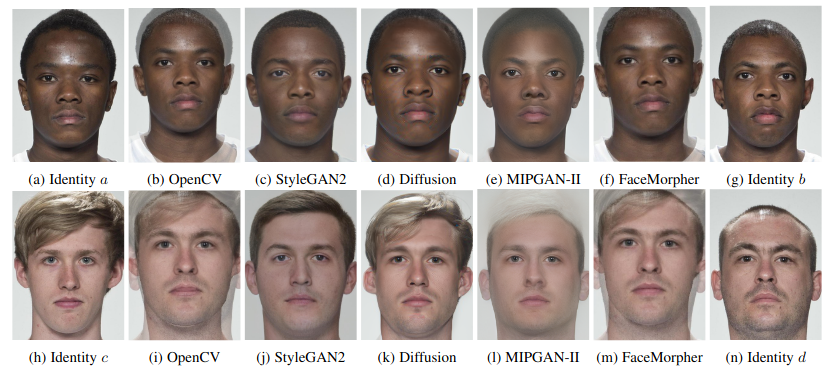 (a) Identity a (b) OpenCV (c) StyleGAN2 (d) Diffusion (e) MIPGAN-II (f) FaceMorpher (g) Identity b
(h) Identity c (i) OpenCV (j) StyleGAN2 (k) Diffusion (l) MIPGAN-II (m) FaceMorpher (n) Identity d